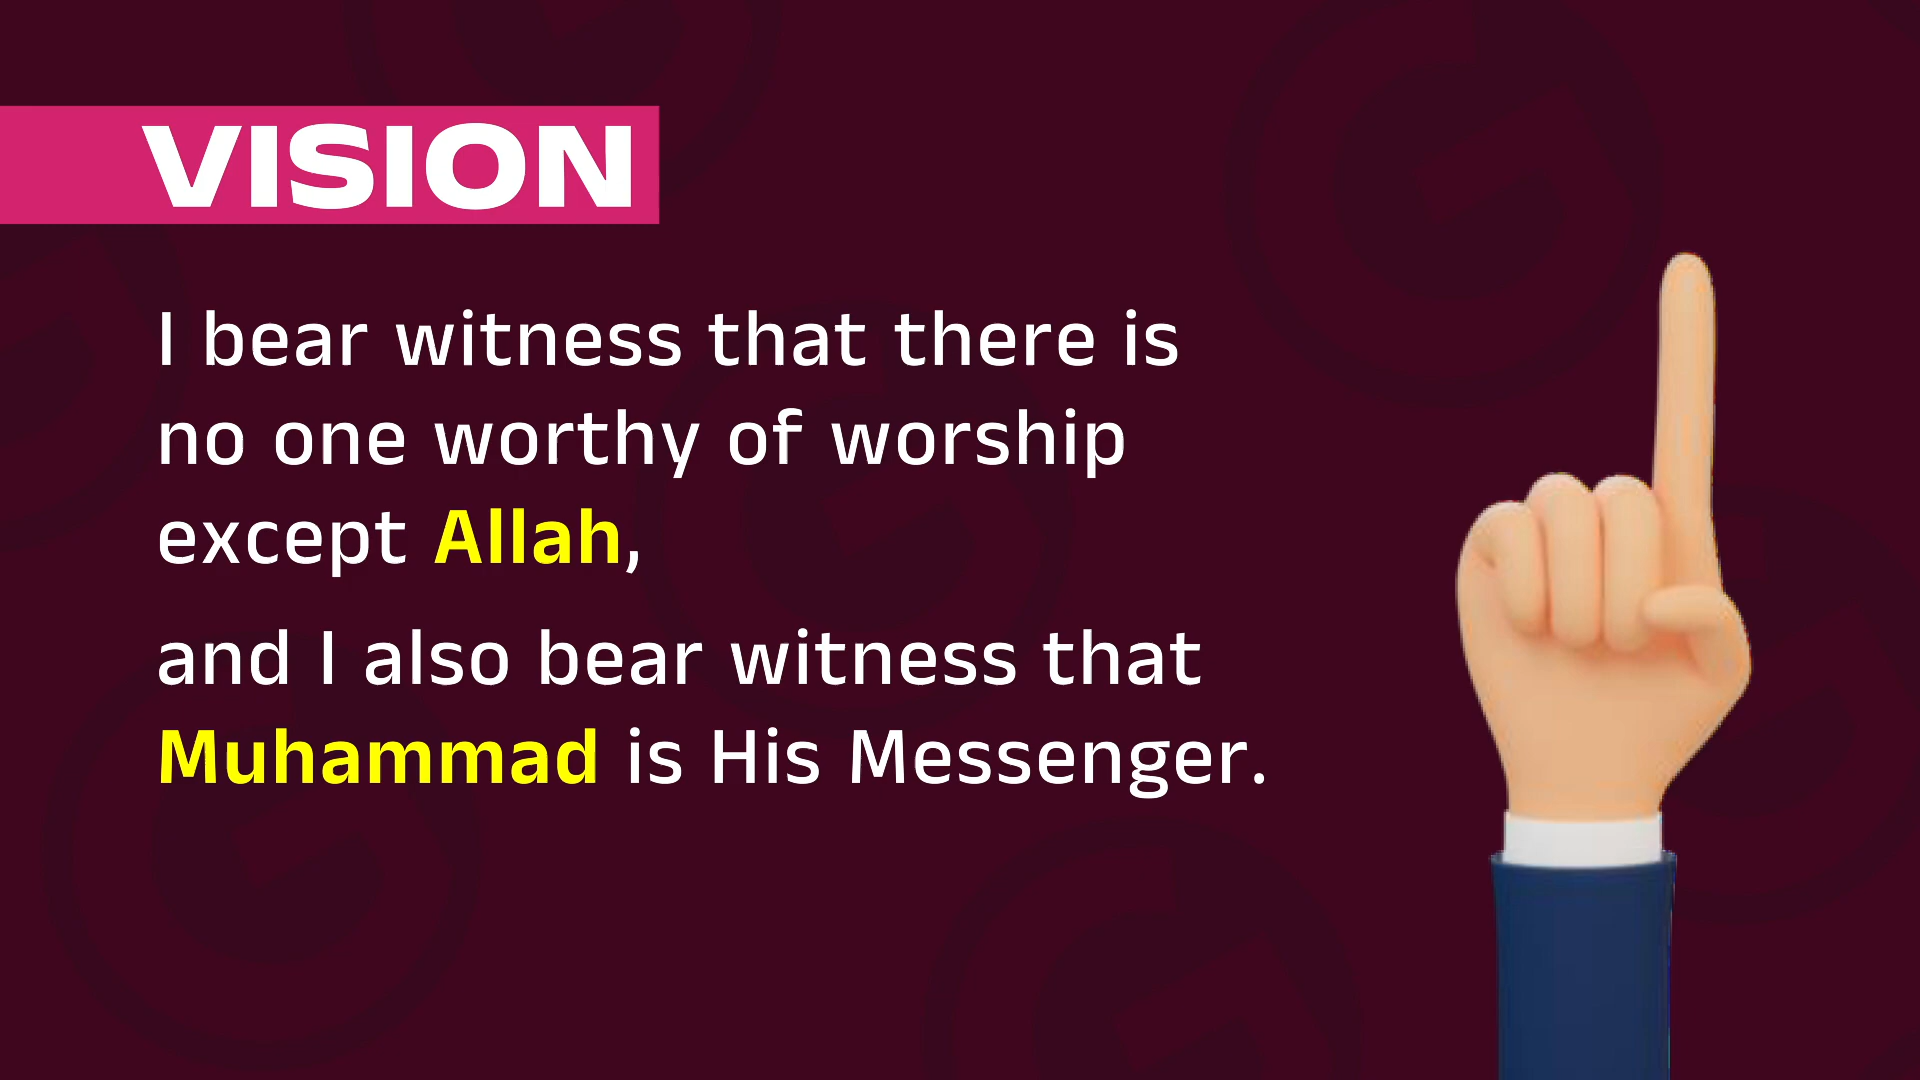 VISION
I bear witness that there is
no one worthy of worship
except Allah,
and I also bear witness that
Muhammad is His Messenger.